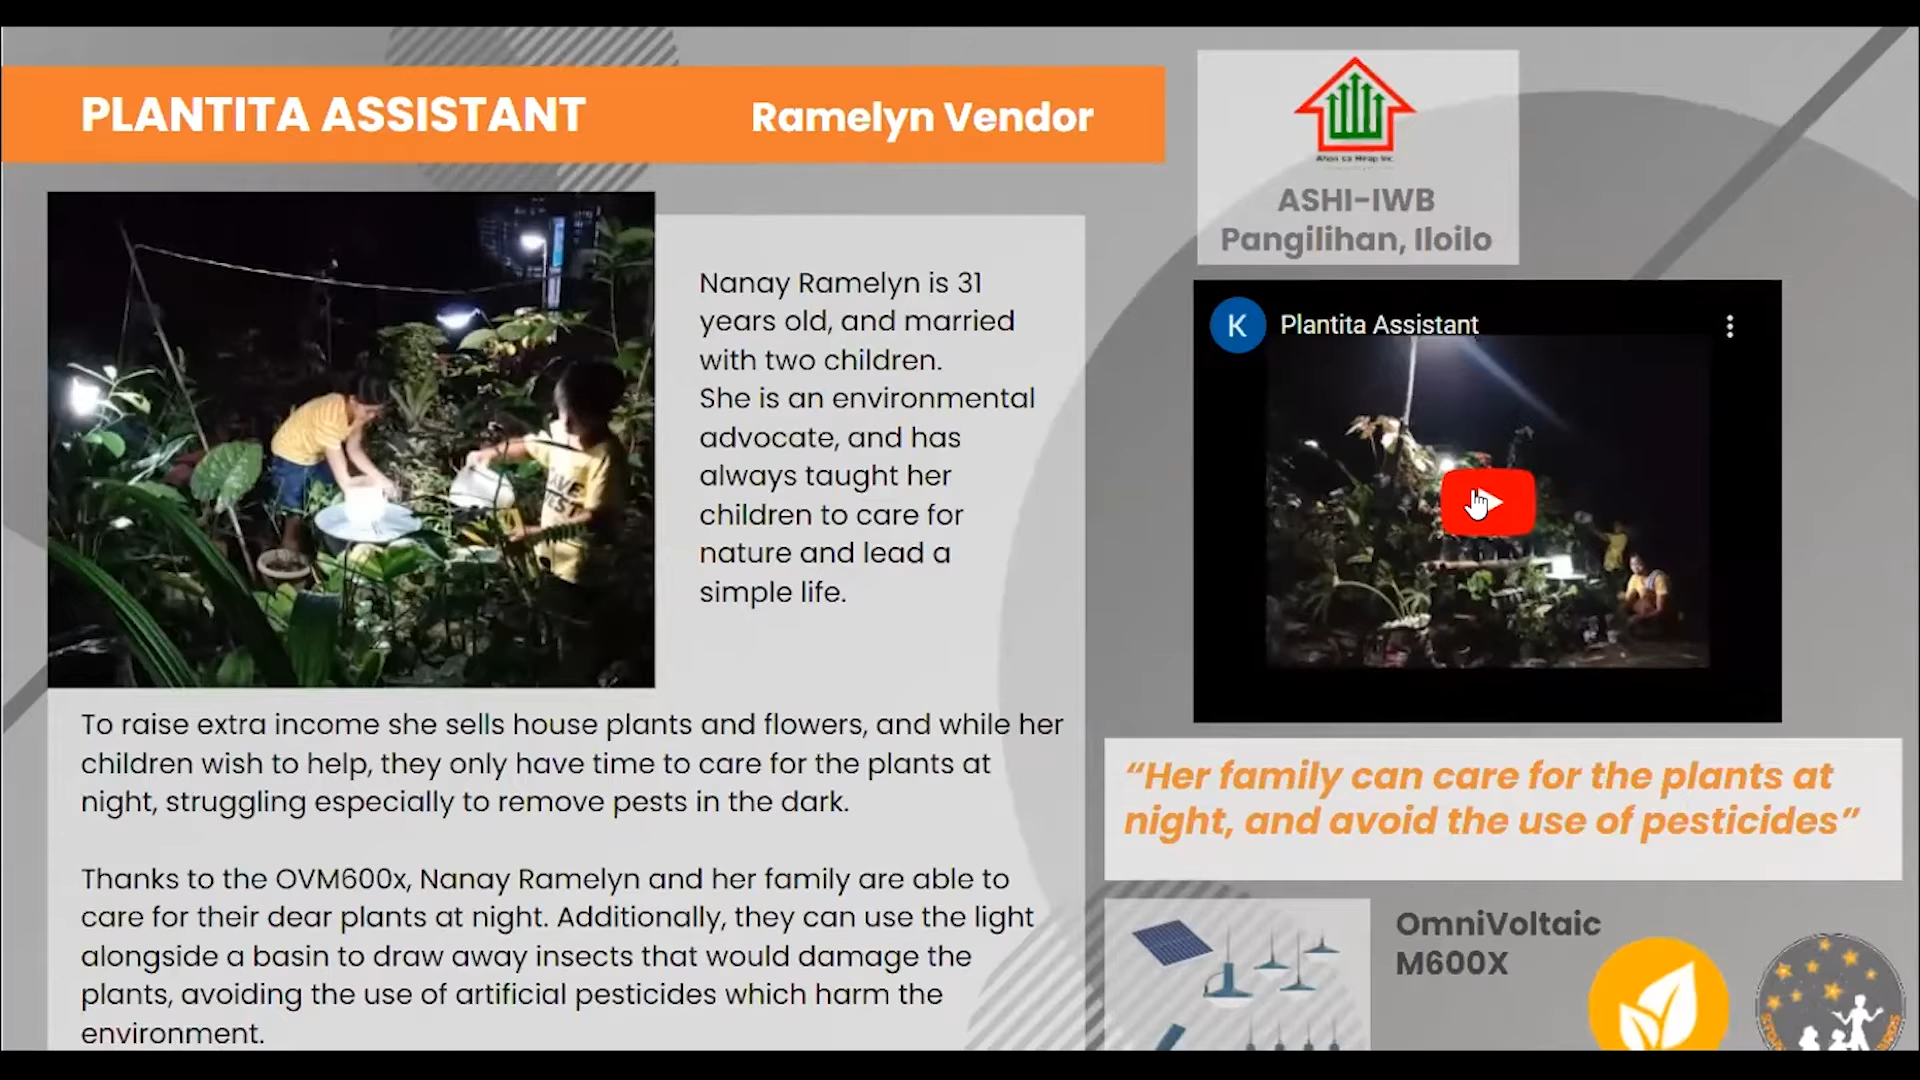 PLANTITA ASSISTANT
Ramelyn Vendor
Ahon sa Hirap Inc.
ASHI-IWB
Pangilihan, Iloilo
Nanay Ramelyn is 31
years old, and married
with two children.
She is an environmental
advocate, and has
always taught her
children to care for
nature and lead a
simple life.
To raise extra income she sells house plants and flowers, and while her
children wish to help, they only have time to care for the plants at
night, struggling especially to remove pests in the dark.
Thanks to the OVM600x, Nanay Ramelyn and her family are able to
care for their dear plants at night. Additionally, they can use the light
alongside a basin to draw away insects that would damage the
plants, avoiding the use of artificial pesticides which harm the
environment.
K
Plantita Assistant
“Her family can care for the plants at
night, and avoid the use of pesticides”
OmniVoltaic
M600X